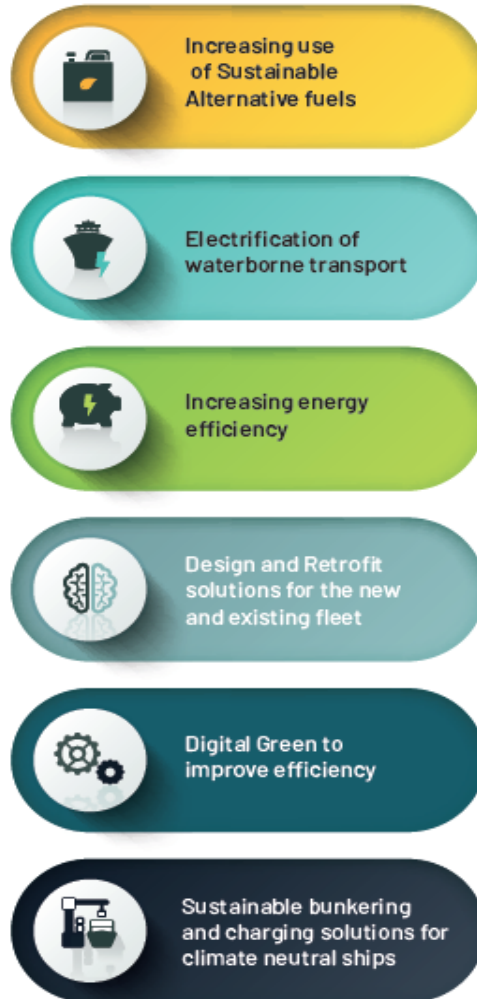 Increasing use
of Sustainable
Alternative fuels
Electrification of
waterborne transport
Increasing energy
efficiency
Design and Retrofit
solutions for the new
and existing fleet
Digital Green to
improve efficiency
Sustainable bunkering
and charging solutions for
climate neutral ships